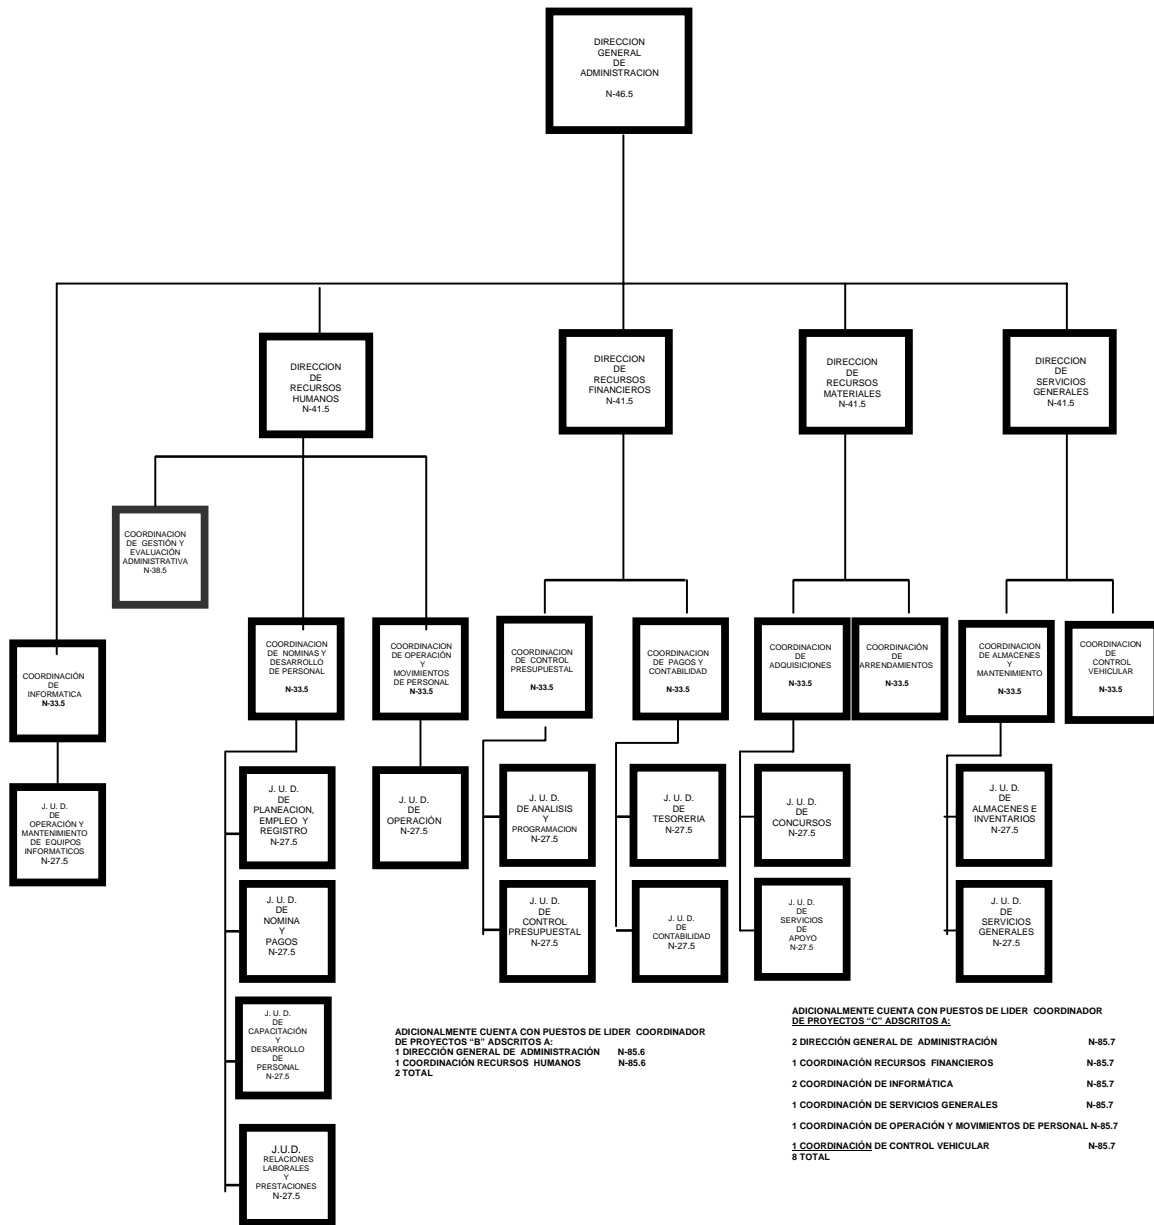 DIRECCION
GENERAL
DE
ADMINISTRACION
N-46.5
DIRECCION
DE
RECURSOS
HUMANOS
N-41.5
DIRECCION
DE
RECURSOS
FINANCIEROS
N-41.5
DIRECCION
DE
RECURSOS
MATERIALES
N-41.5
DIRECCION
DE
SERVICIOS
GENERALES
N-41.5
COORDINACION
DE GESTIÓN Y
EVALUACIÓN
ADMINISTRATIVA
N-38.5
COORDINACIÓN
DE
INFORMATICA
N-33.5
COORDINACION
DE NOMINAS Y
DESARROLLO
DE PERSONAL
N-33.5
COORDINACION
DE OPERACIÓN
Y
MOVIMIENTOS
DE PERSONAL
N-33.5
COORDINACION
DE CONTROL
PRESUPUESTAL
N-33.5
COORDINACION
DE PAGOS Y
CONTABILIDAD
N-33.5
COORDINACION
DE
ADQUISICIONES
N-33.5
COORDINACIÓN
DE
ARRENDAMIENTOS
N-33.5
COORDINACION
DE ALMACENES
Y
MANTENIMIENTO
N-33.5
COORDINACION
DE
CONTROL
VEHICULAR
N-33.5
J. U. D.
DE
OPERACIÓN Y
MANTENIMIENTO
DE EQUIPOS
INFORMATICOS
N-27.5
J. U. D.
DE
PLANEACION,
EMPLEO Y
REGISTRO
N-27.5
J. U. D.
DE
OPERACIÓN
N-27.5
J. U. D.
DE ANALISIS
Y
PROGRAMACION
N-27.5
J. U. D.
DE
TESORERIA
N-27.5
J. U. D.
DE
CONCURSOS
N-27.5
J. U. D.
DE
ALMACENES E
INVENTARIOS
N-27.5
J. U. D.
DE
NOMINA
Y
PAGOS
N-27.5
J. U. D.
DE
CONTROL
PRESUPUESTAL
N-27.5
J. U. D.
DE
CONTABILIDAD
N-27.5
J. U. D.
DE
SERVICIOS
DE
APOYO
N-27.5
J. U. D.
DE
SERVICIOS
GENERALES
N-27.5
J. U. D.
DE
CAPACITACIÓN
Y
DESARROLLO
DE
PERSONAL
N-27.5
J.U.D.
RELACIONES
LABORALES
Y
PRESTACIONES
N-27.5
ADICIONALMENTE CUENTA CON PUESTOS DE LIDER COORDINADOR
DE PROYECTOS “B” ADSCRITOS A:
1 DIRECCIÓN GENERAL DE ADMINISTRACIÓN N-85.6
1 COORDINACIÓN RECURSOS HUMANOS N-85.6
2 TOTAL
ADICIONALMENTE CUENTA CON PUESTOS DE LIDER COORDINADOR
DE PROYECTOS “C” ADSCRITOS A:
2 DIRECCIÓN GENERAL DE ADMINISTRACIÓN N-85.7
1 COORDINACIÓN RECURSOS FINANCIEROS N-85.7
2 COORDINACIÓN DE INFORMÁTICA N-85.7
1 COORDINACIÓN DE SERVICIOS GENERALES N-85.7
1 COORDINACIÓN DE OPERACIÓN Y MOVIMIENTOS DE PERSONAL N-85.7
1 COORDINACIÓN DE CONTROL VEHICULAR N-85.7
8 TOTAL